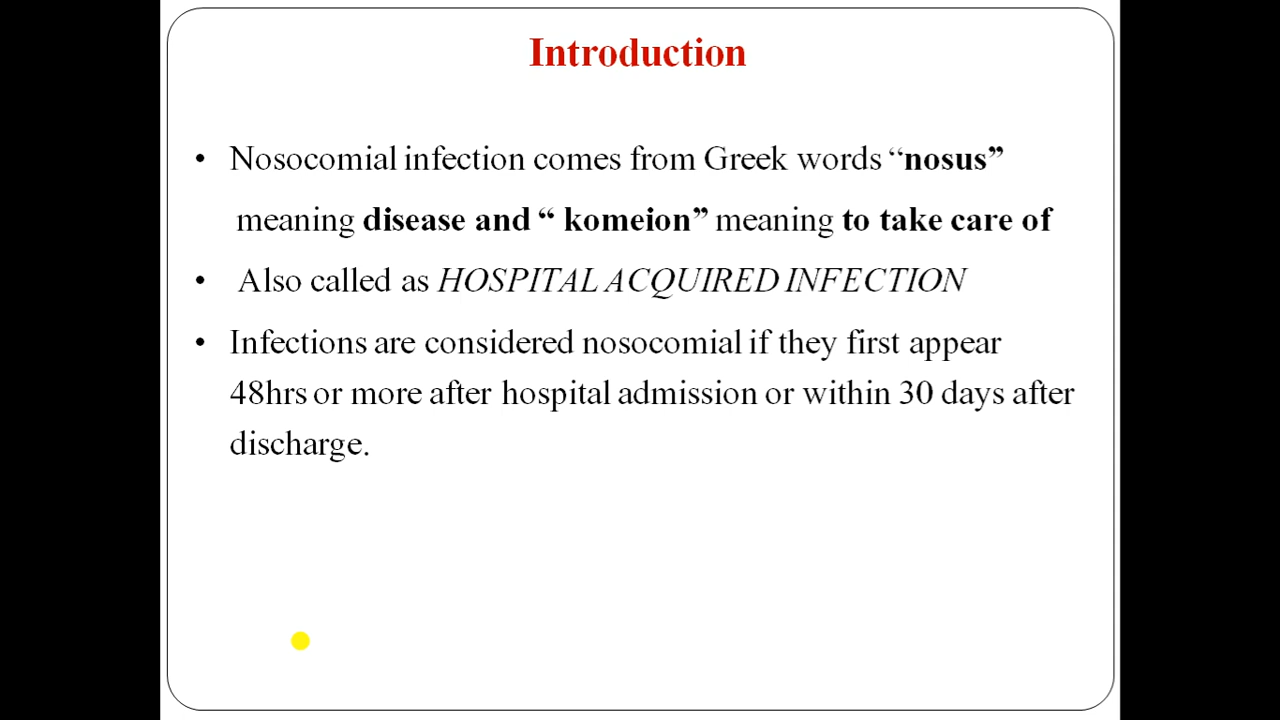 Introduction
• Nosocomial infection comes from Greek words “nosus”
meaning disease and “ komeion” meaning to take care of
• Also called as HOSPITAL ACQUIRED INFECTION
• Infections are considered nosocomial if they first appear
48hrs or more after hospital admission or within 30 days after
discharge.